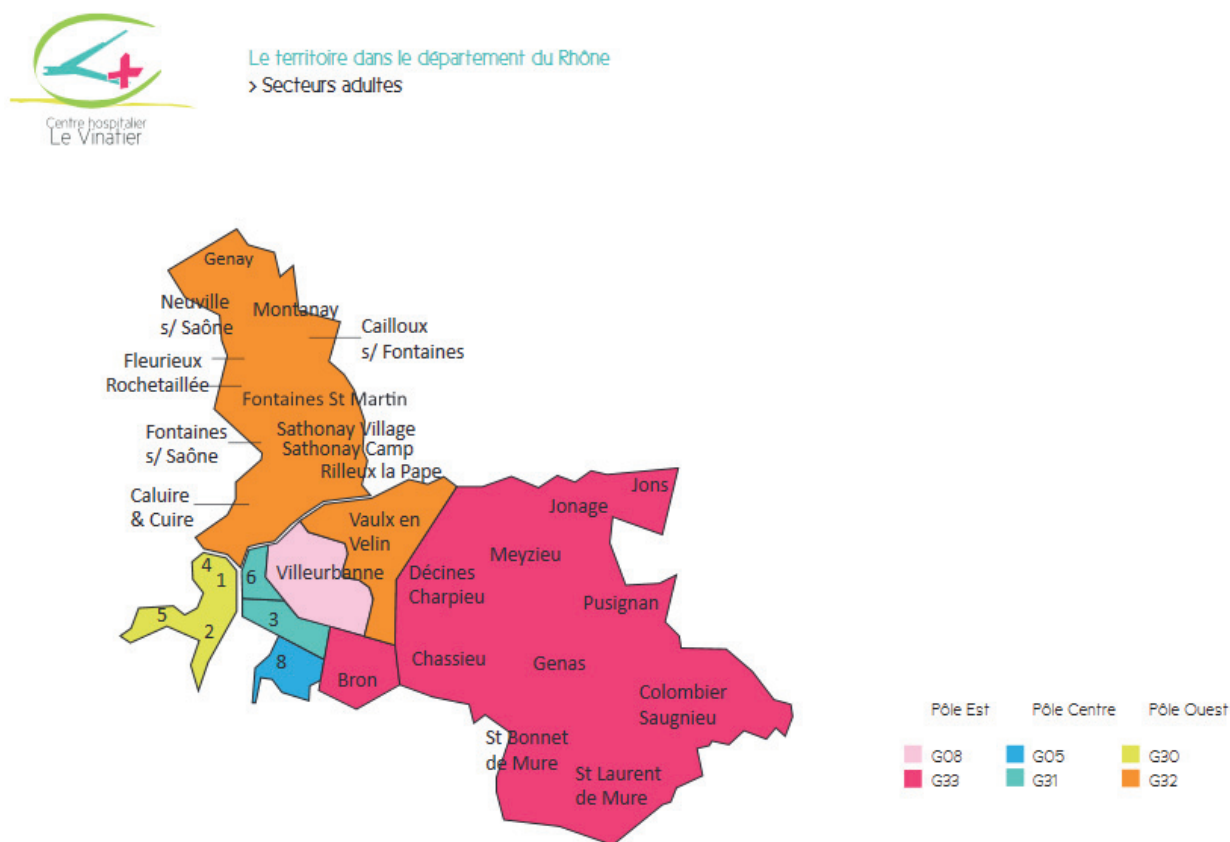 Centre hospitalier
Le Vinatier
Le territoire dans le département du Rhône
> Secteurs adultes
Genay
Neuville
s/ Saône
Montanay
Cailloux
s/ Fontaines
Fleurieux
Rochetaillée
Fontaines St Martin
Fontaines
s/ Saône
Sathonay Village
Sathonay Camp
Rilleux la Pape
Caluire
& Cuire
Vaulx en
Velin
Jons
Jonage
Meyzieu
4
1
6
Villeurbanne
Décines
Charpieu
Pusignan
5
2
3
8
Bron
Chassieu
Genas
Colombier
Saugnieu
St Bonnet
de Mure
St Laurent
de Mure
Pôle Est
Pôle Centre
Pôle Ouest
G08
G05
G30
G33
G31
G32